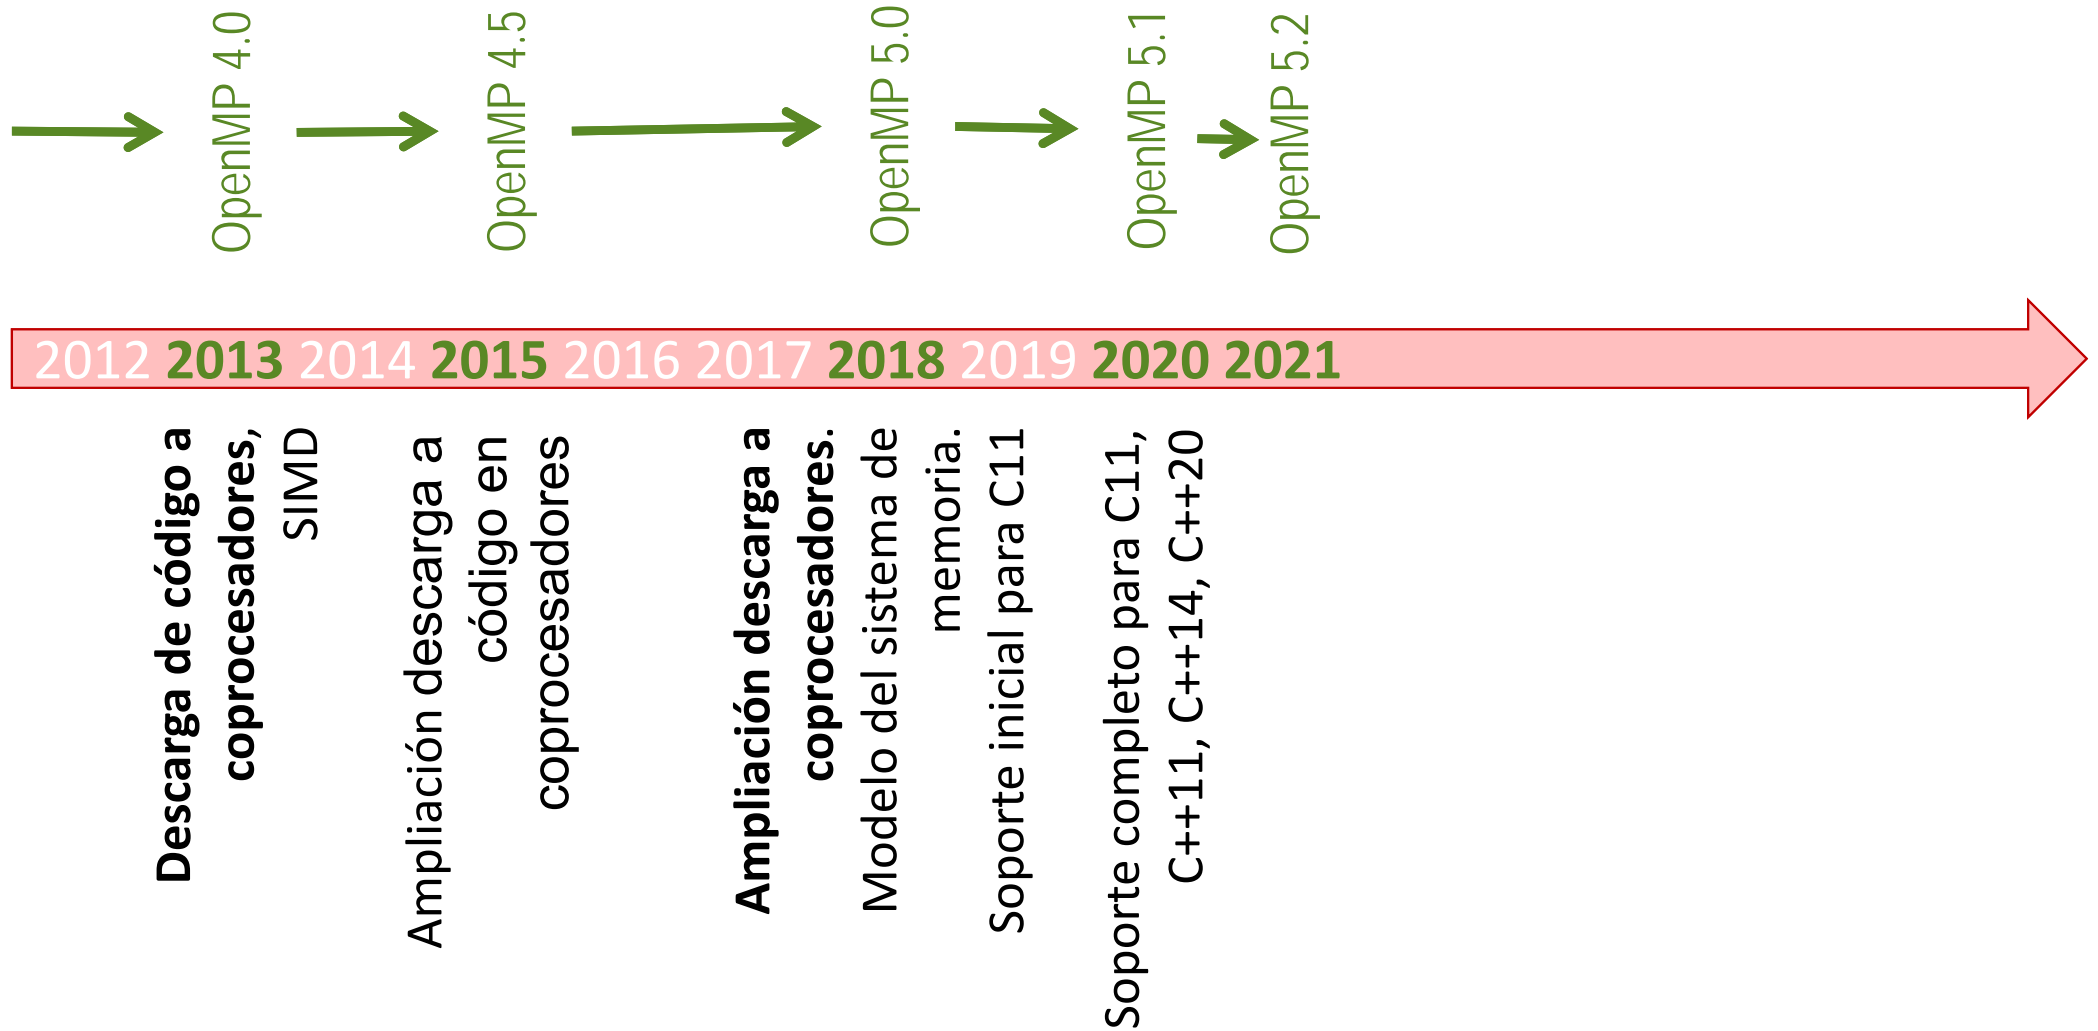 OpenMP 4.0
OpenMP 4.5
OpenMP 5.0
OpenMP 5.1
OpenMP 5.2
2012 2013 2014 2015 2016 2017 2018 2019 2020 2021
Descarga de código a
coprocesadores,
SIMD
Ampliación descarga a
código en
coprocesadores
Ampliación descarga a
coprocesadores.
Modelo del sistema de
memoria.
Soporte inicial para C11
Soporte completo para C11,
C++11, C++14, C++20